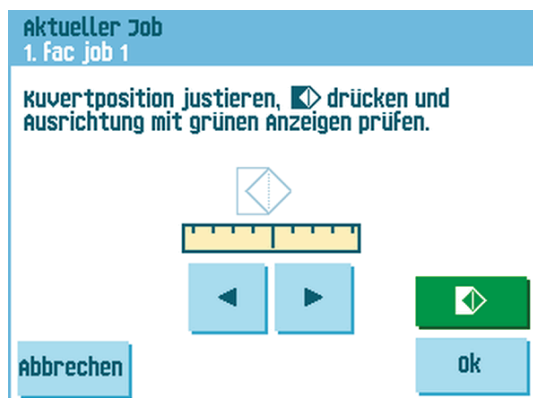 Aktueller Job
1. Fac job 1
Kuvertposition justieren, drücken und
Ausrichtung mit grünen Anzeigen prüfen.
Abbrechen
Ok